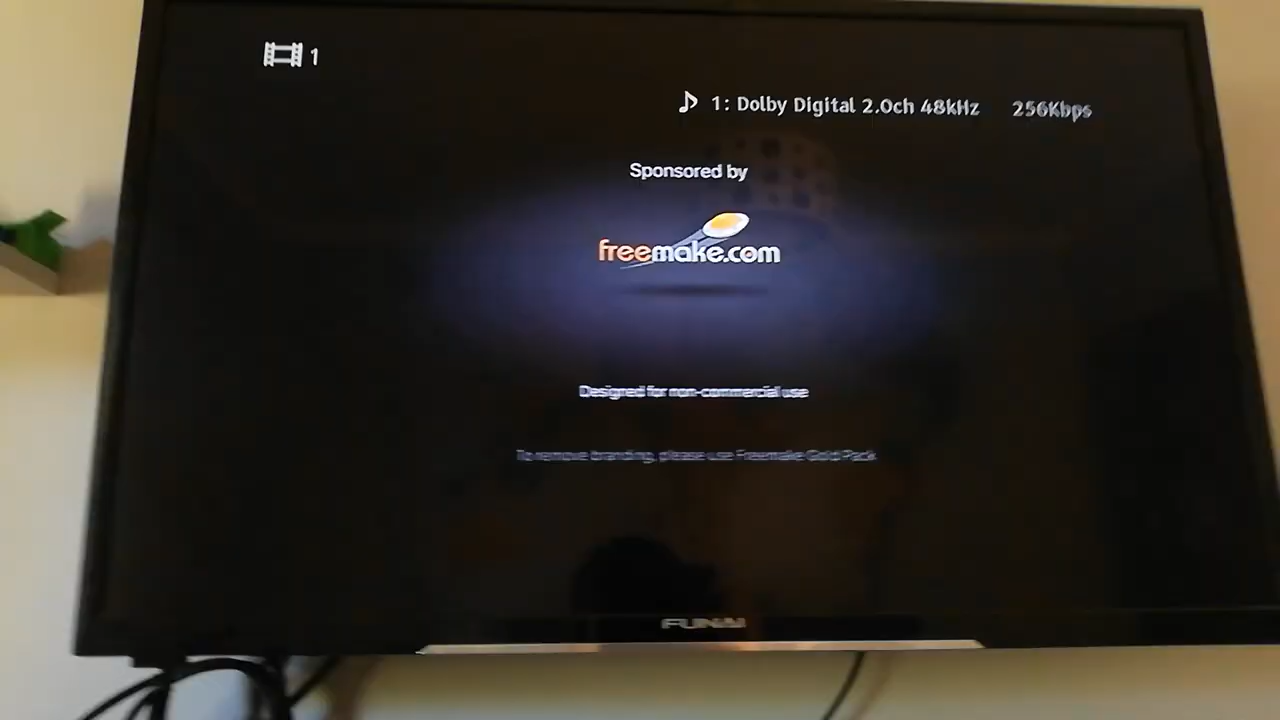 1
1: Dolby Digital 2.0ch 48kHz 256Kbps
Sponsored by
freemake.com
Designed for non-commercial use
To remove branding, please use Freemake Gold Pack
FUNAI